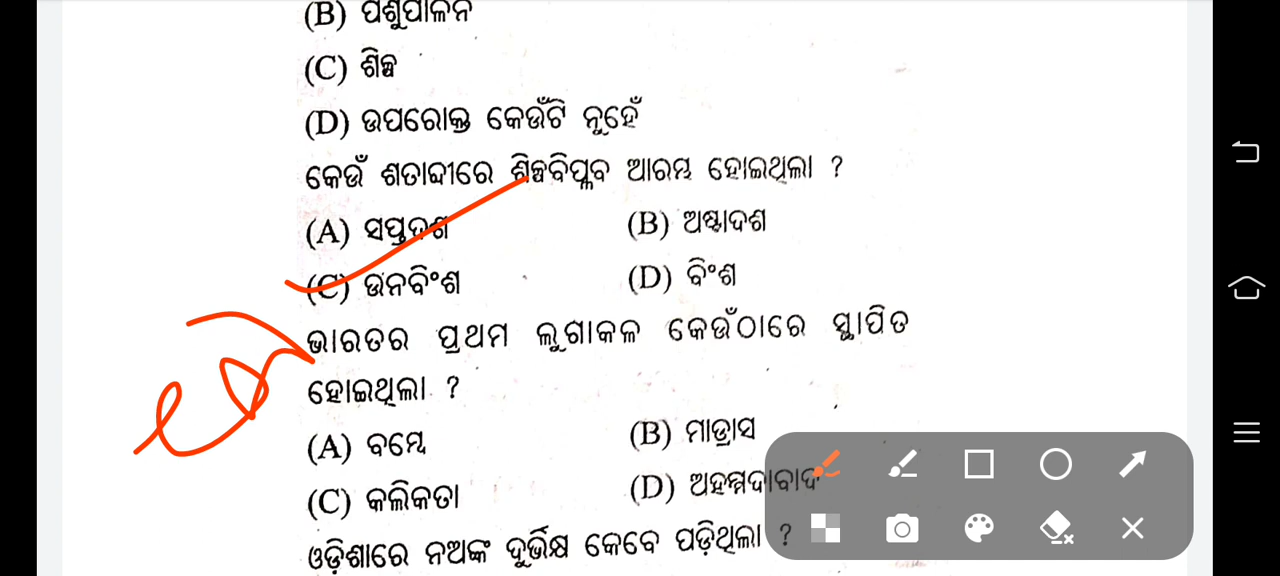 (B) ପଶୁପାଳନ
(C) ଶିଳ୍ପ
(D) ଉପରୋକ୍ତ କେଉଁଟି ନୁହେଁ
କେଉଁ ଶତାବ୍ଦୀରେ ଶିଳ୍ପବିପ୍ଳବ ଆରମ୍ଭ ହୋଇଥିଲା ?
(A) ସପ୍ତଦଶ (B) ଅଷ୍ଟାଦଶ
(C) ଉନବିଂଶ (D) ବିଂଶ
ଭାରତର ପ୍ରଥମ ଲୁଗାକଳ କେଉଁଠାରେ ସ୍ଥାପିତ
ହୋଇଥିଲା ?
(A) ବମ୍ବେ (B) ମାଡ୍ରାସ
(C) କଲିକତା (D) ଅହମ୍ମଦାବାଦ
ଓଡ଼ିଶାରେ ନଅଙ୍କ ଦୁର୍ଭିକ୍ଷ କେବେ ପଡ଼ିଥିଲା ?